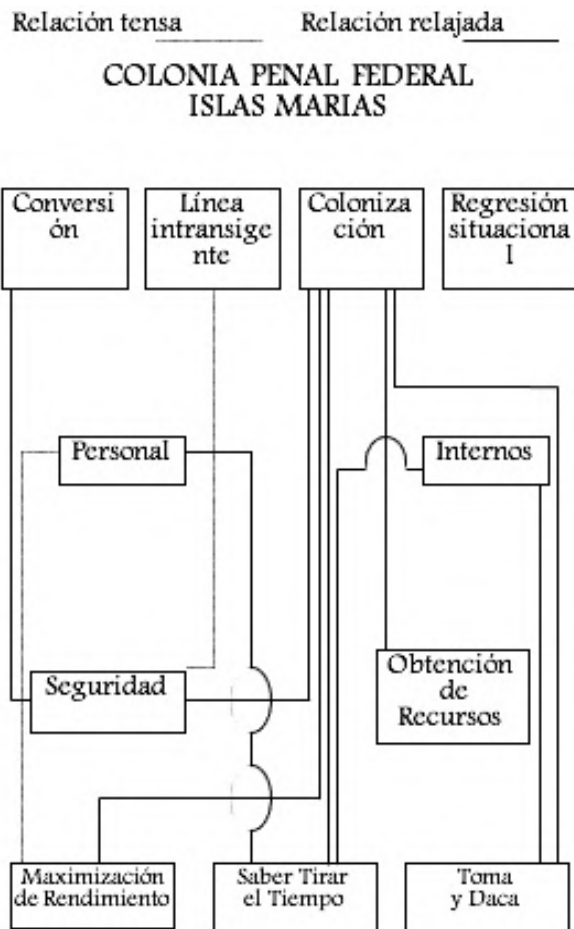 Relación tensa
Relación relajada
COLONIA PENAL FEDERAL
ISLAS MARIAS
Conversi
ón
Línea
intransige
nte
Coloniza
ción
Regresión
situaciona
l
Personal
Internos
Seguridad
Obtención
de
Recursos
Maximización
de Rendimiento
Saber Tirar
el Tiempo
Toma
y Daca